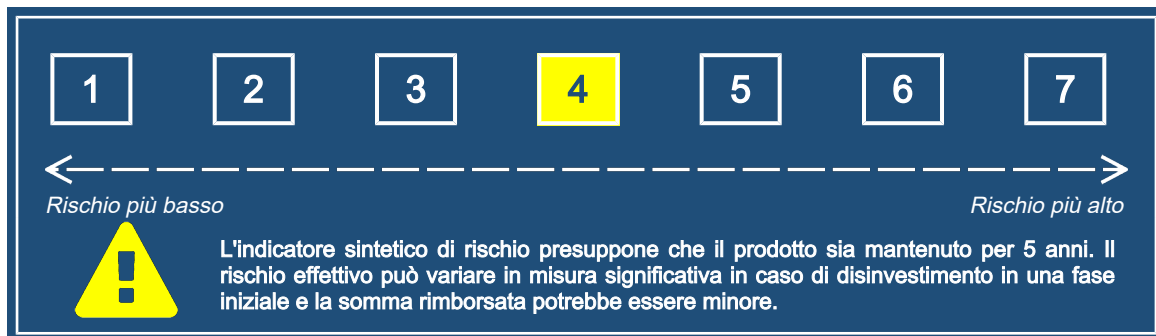 1 2 3 4 5 6 7
Rischio più basso Rischio più alto
L'indicatore sintetico di rischio presuppone che il prodotto sia mantenuto per 5 anni. Il
rischio effettivo può variare in misura significativa in caso di disinvestimento in una fase
iniziale e la somma rimborsata potrebbe essere minore.